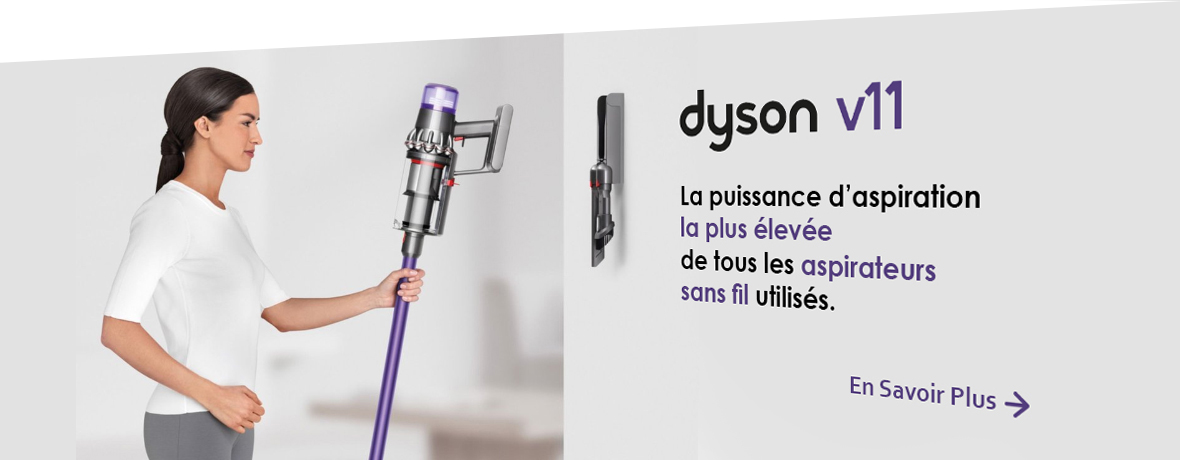 dyson v11
La puissance d’aspiration
la plus élevée
de tous les aspirateurs
sans fil utilisés.
En Savoir Plus →